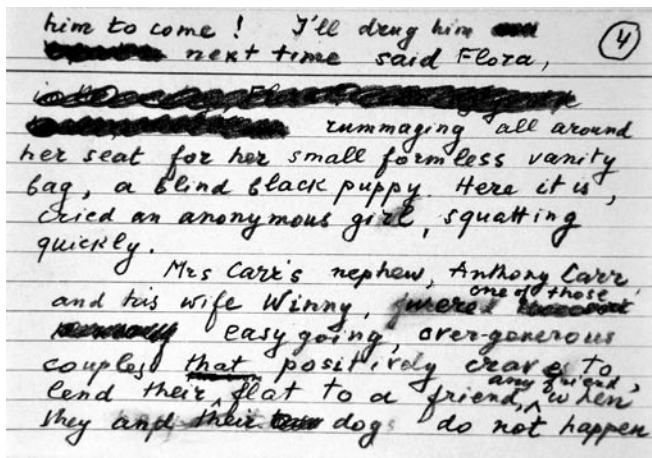 him to come! I'll drug him
4
next time said Flora,
rummaging all around
her seat for her small formless vanity
bag, a blind black puppy. Here it is,
cried an anonymous girl, squatting
quickly.
Mrs Carr's nephew, Anthony Carr
and his wife Winny, were one of those
easygoing, over-generous
couples that positively crave to
lend their flat to a friend, any friend, when
they and their dog do not happen